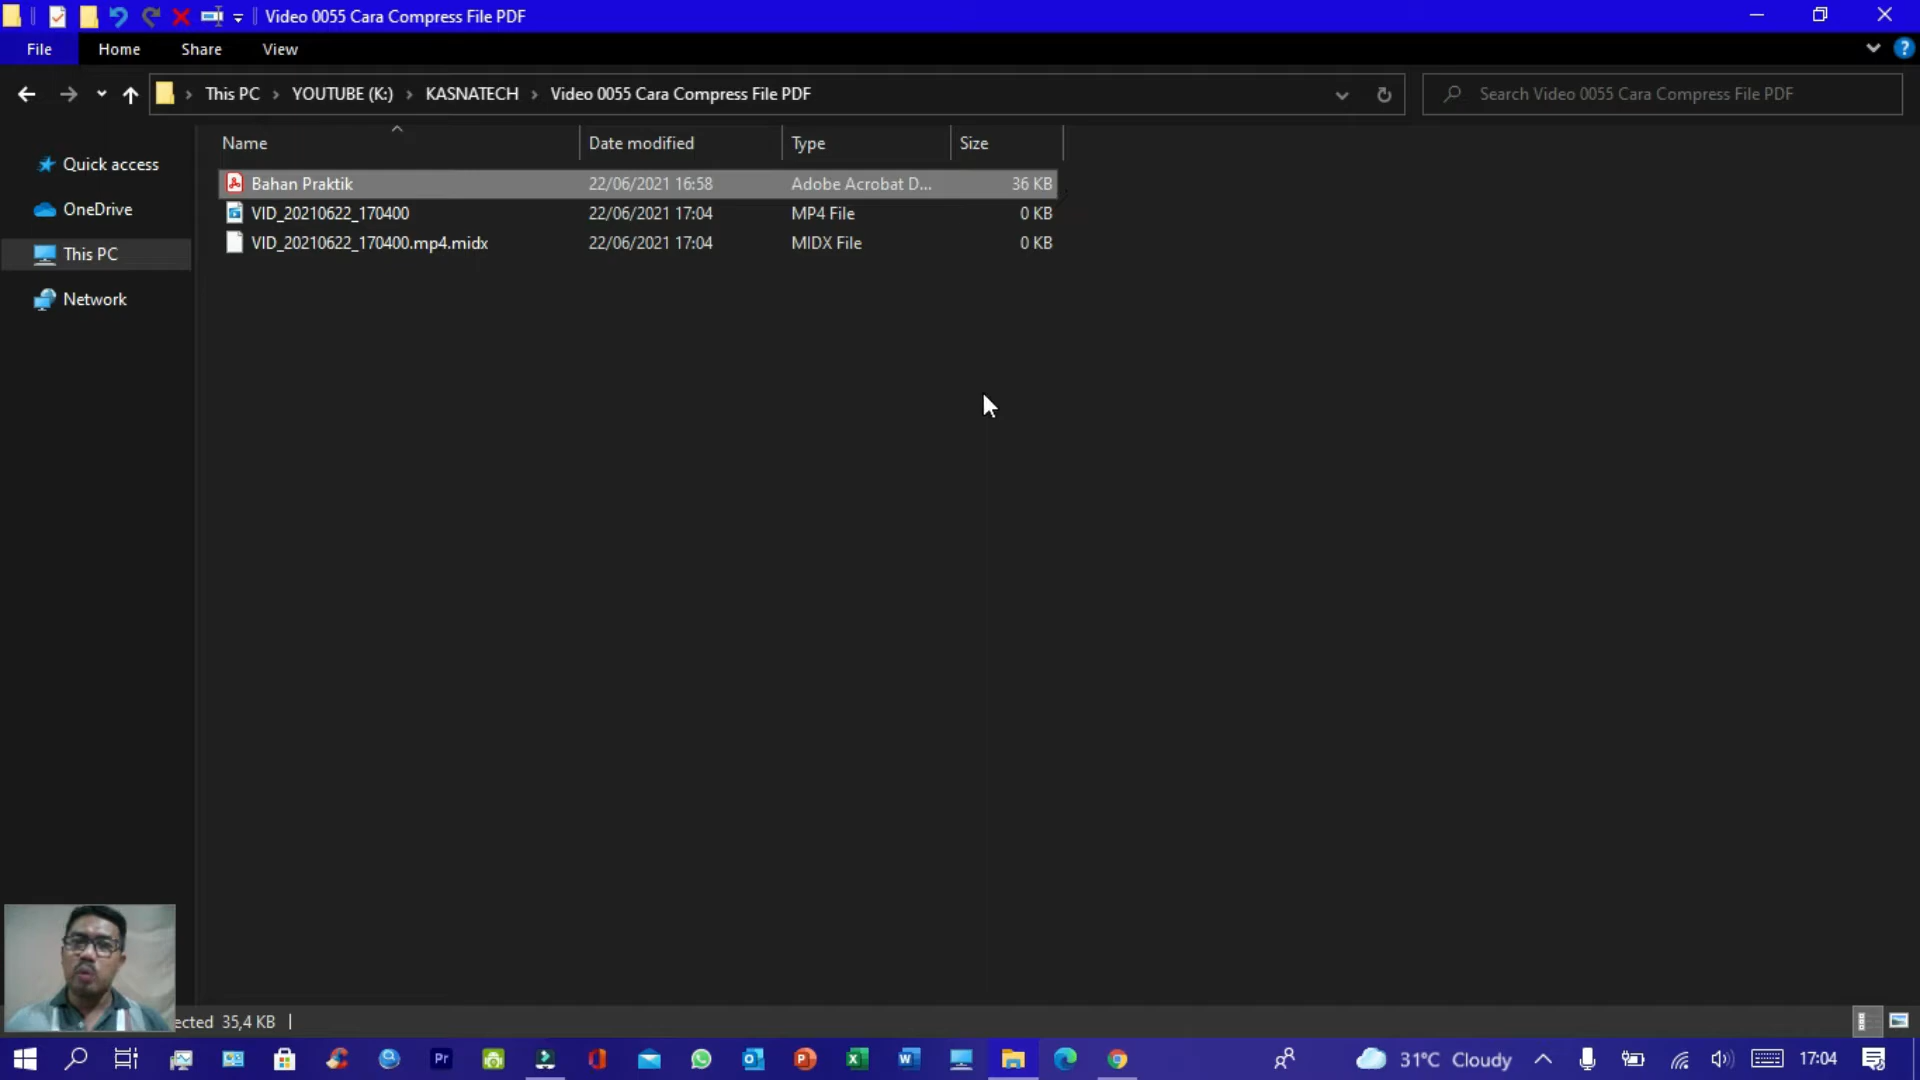 Video 0055 Cara Compress File PDF
File Home Share View
This PC > YOUTUBE (K:) > KASNATECH > Video 0055 Cara Compress File PDF
Search Video 0055 Cara Compress File PDF
Name Date modified Type Size
Bahan Praktik 22/06/2021 16:58 Adobe Acrobat D... 36 KB
VID_20210622_170400 22/06/2021 17:04 MP4 File 0 KB
VID_20210622_170400.mp4.midx 22/06/2021 17:04 MIDX File 0 KB
Quick access
OneDrive
This PC
Network
ected 35,4 KB
Pr
31°C Cloudy
17:04